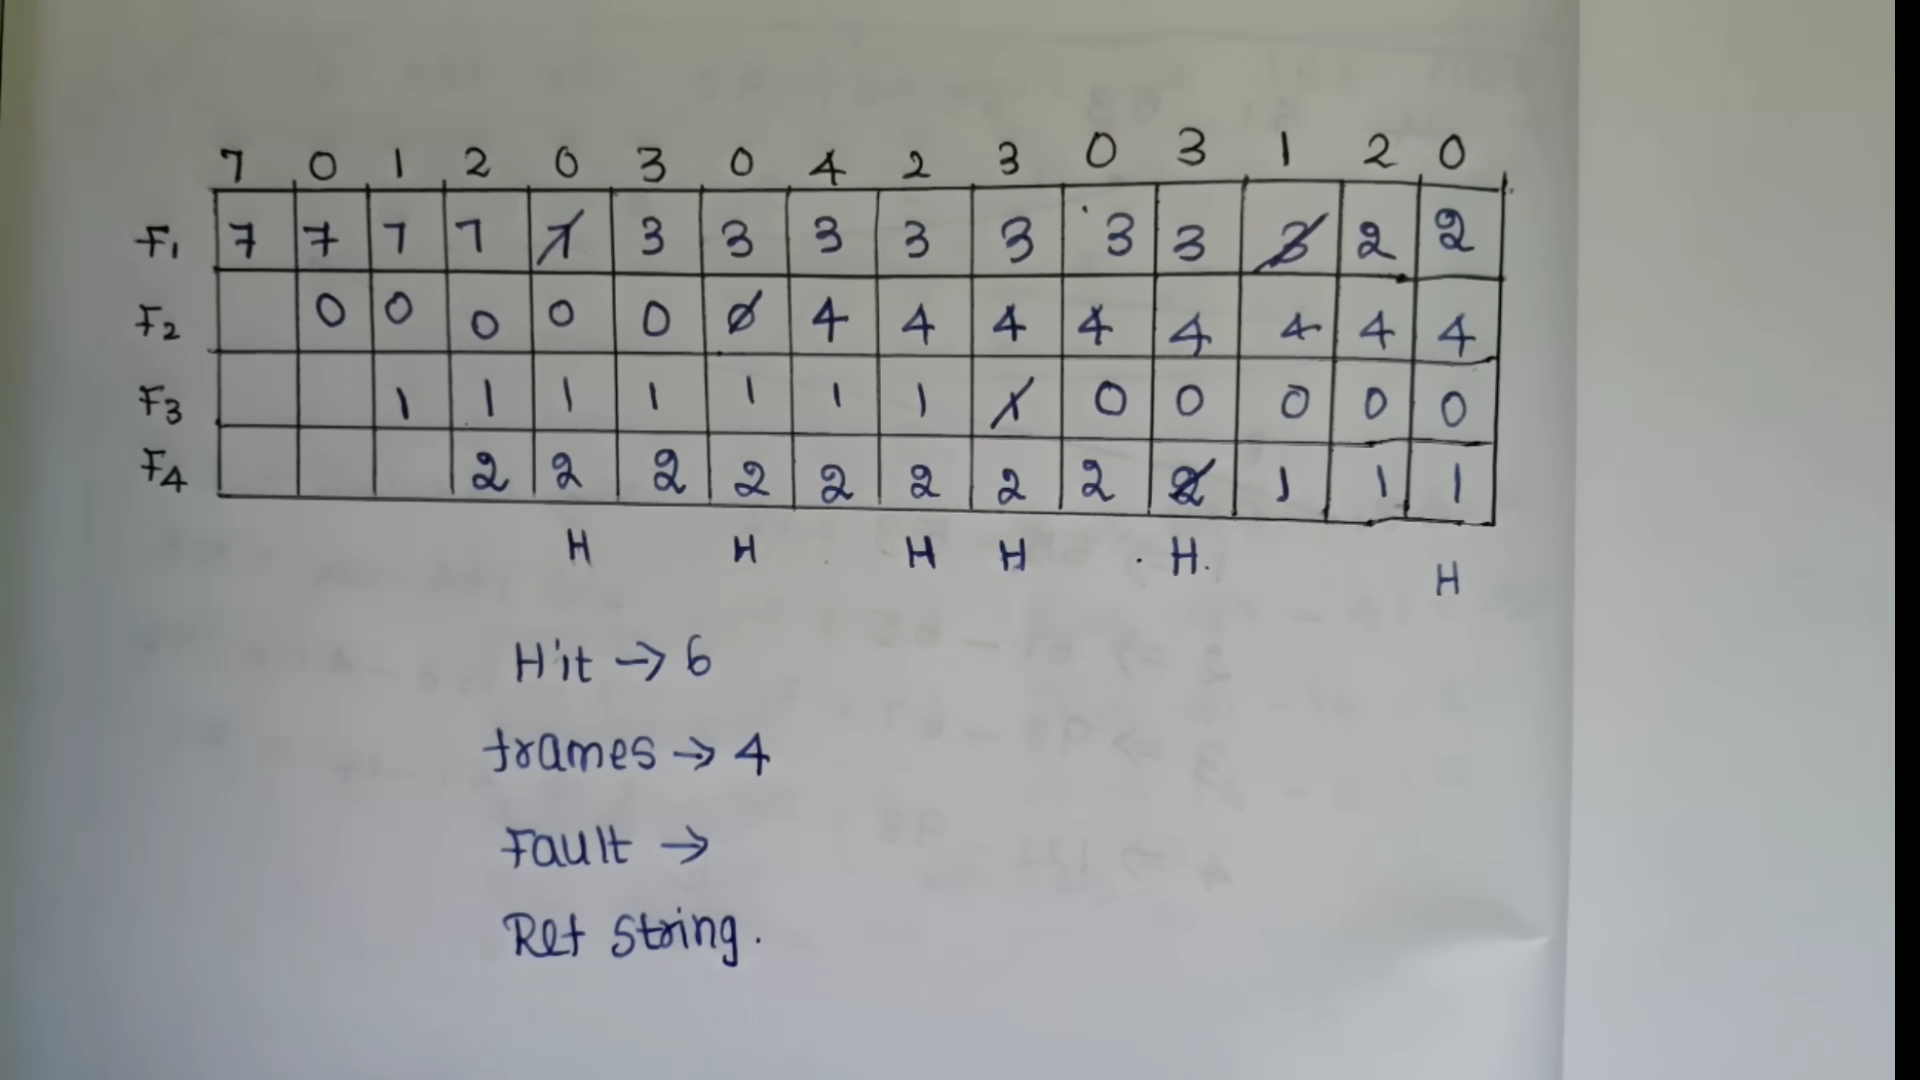 7 0 1 2 0 3 0 4 2 3 0 3 1 2 0
F1 7 7 7 7 7 3 3 3 3 3 3 3 3 2 2
F2 0 0 0 0 0 0 4 4 4 4 4 4 4 4
F3 1 1 1 1 1 1 1 1 0 0 0 0 0
F4 2 2 2 2 2 2 2 2 2 1 1 1
H H H H H. H
Hit → 6
frames → 4
Fault →
Ref string.